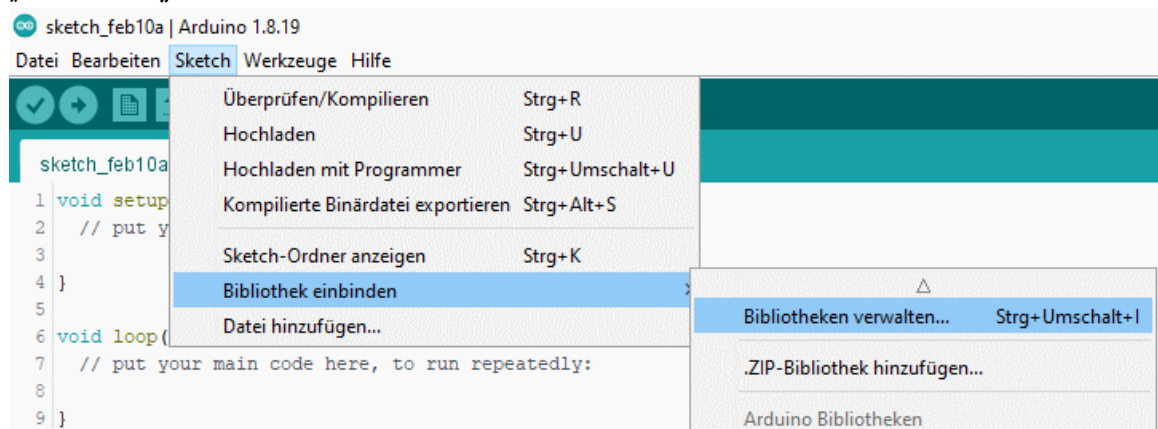 sketch_feb10a | Arduino 1.8.19
Datei Bearbeiten Sketch Werkzeuge Hilfe
Überprüfen/Kompilieren Strg+R
Hochladen Strg+U
sketch_feb10a
Hochladen mit Programmer Strg+Umschalt+U
1 void setup
Kompilierte Binärdatei exportieren Strg+Alt+S
2 // put y
3
Sketch-Ordner anzeigen Strg+K
4 }
Bibliothek einbinden
5
Datei hinzufügen...
6 void loop(
7 // put your main code here, to run repeatedly:
8
9 }
Bibliotheken verwalten... Strg+Umschalt+I
.ZIP-Bibliothek hinzufügen...
Arduino Bibliotheken